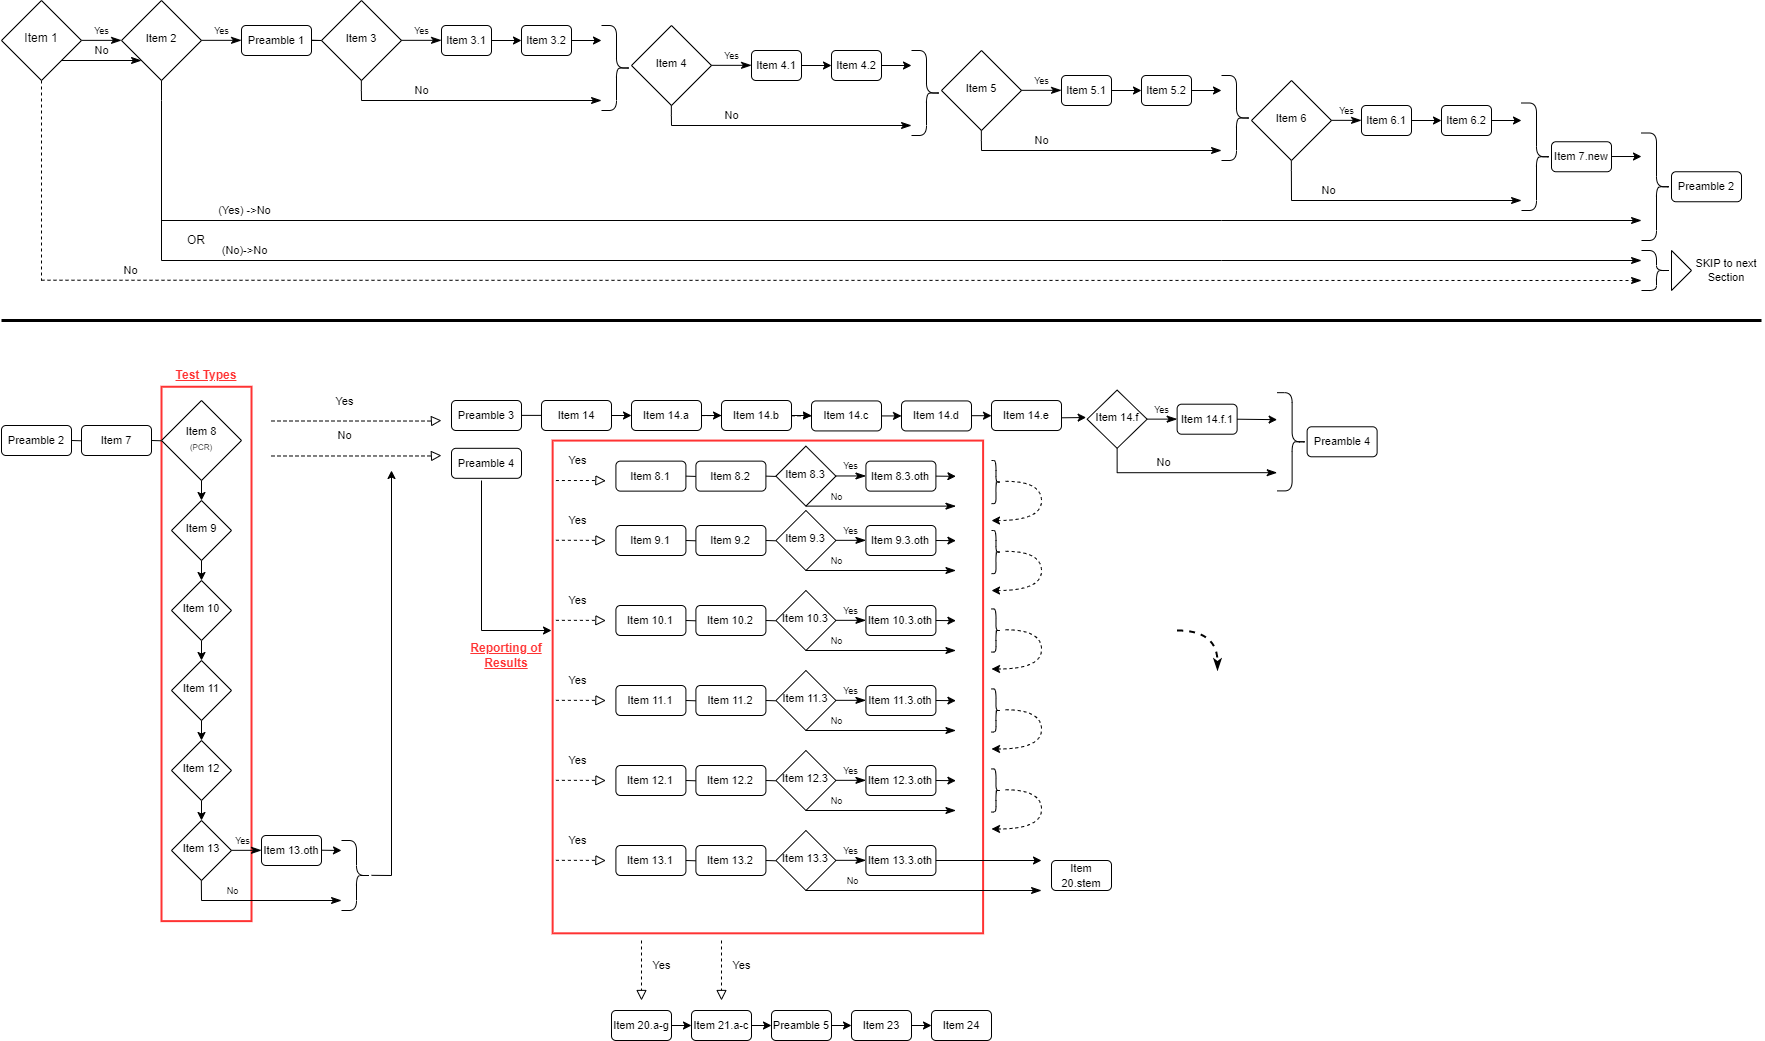 Item 1
Yes
No
Item 2
Yes
Preamble 1
Item 3
Yes
Item 3.1
Item 3.2
No
Item 4
Yes
Item 4.1
Item 4.2
No
Item 5
Yes
Item 5.1
Item 5.2
No
Item 6
Yes
Item 6.1
Item 6.2
No
Item 7.new
Preamble 2
(Yes) ->No
OR
(No)->No
No
SKIP to next
Section
Test Types
Preamble 2
Item 7
Item 8
(PCR)
Item 9
Item 10
Item 11
Item 12
Item 13
Yes
Item 13.oth
No
Yes
No
Preamble 3
Item 14
Item 14.a
Item 14.b
Item 14.c
Item 14.d
Item 14.e
Item 14.f
Yes
Item 14.f.1
No
Preamble 4
Preamble 4
Reporting of
Results
Yes
Item 8.1
Item 8.2
Item 8.3
Yes
Item 8.3.oth
No
Yes
Item 9.1
Item 9.2
Item 9.3
Yes
Item 9.3.oth
No
Yes
Item 10.1
Item 10.2
Item 10.3
Yes
Item 10.3.oth
No
Yes
Item 11.1
Item 11.2
Item 11.3
Yes
Item 11.3.oth
No
Yes
Item 12.1
Item 12.2
Item 12.3
Yes
Item 12.3.oth
No
Yes
Item 13.1
Item 13.2
Item 13.3
Yes
Item 13.3.oth
No
Item
20.stem
Yes
Yes
Item 20.a-g
Item 21.a-c
Preamble 5
Item 23
Item 24